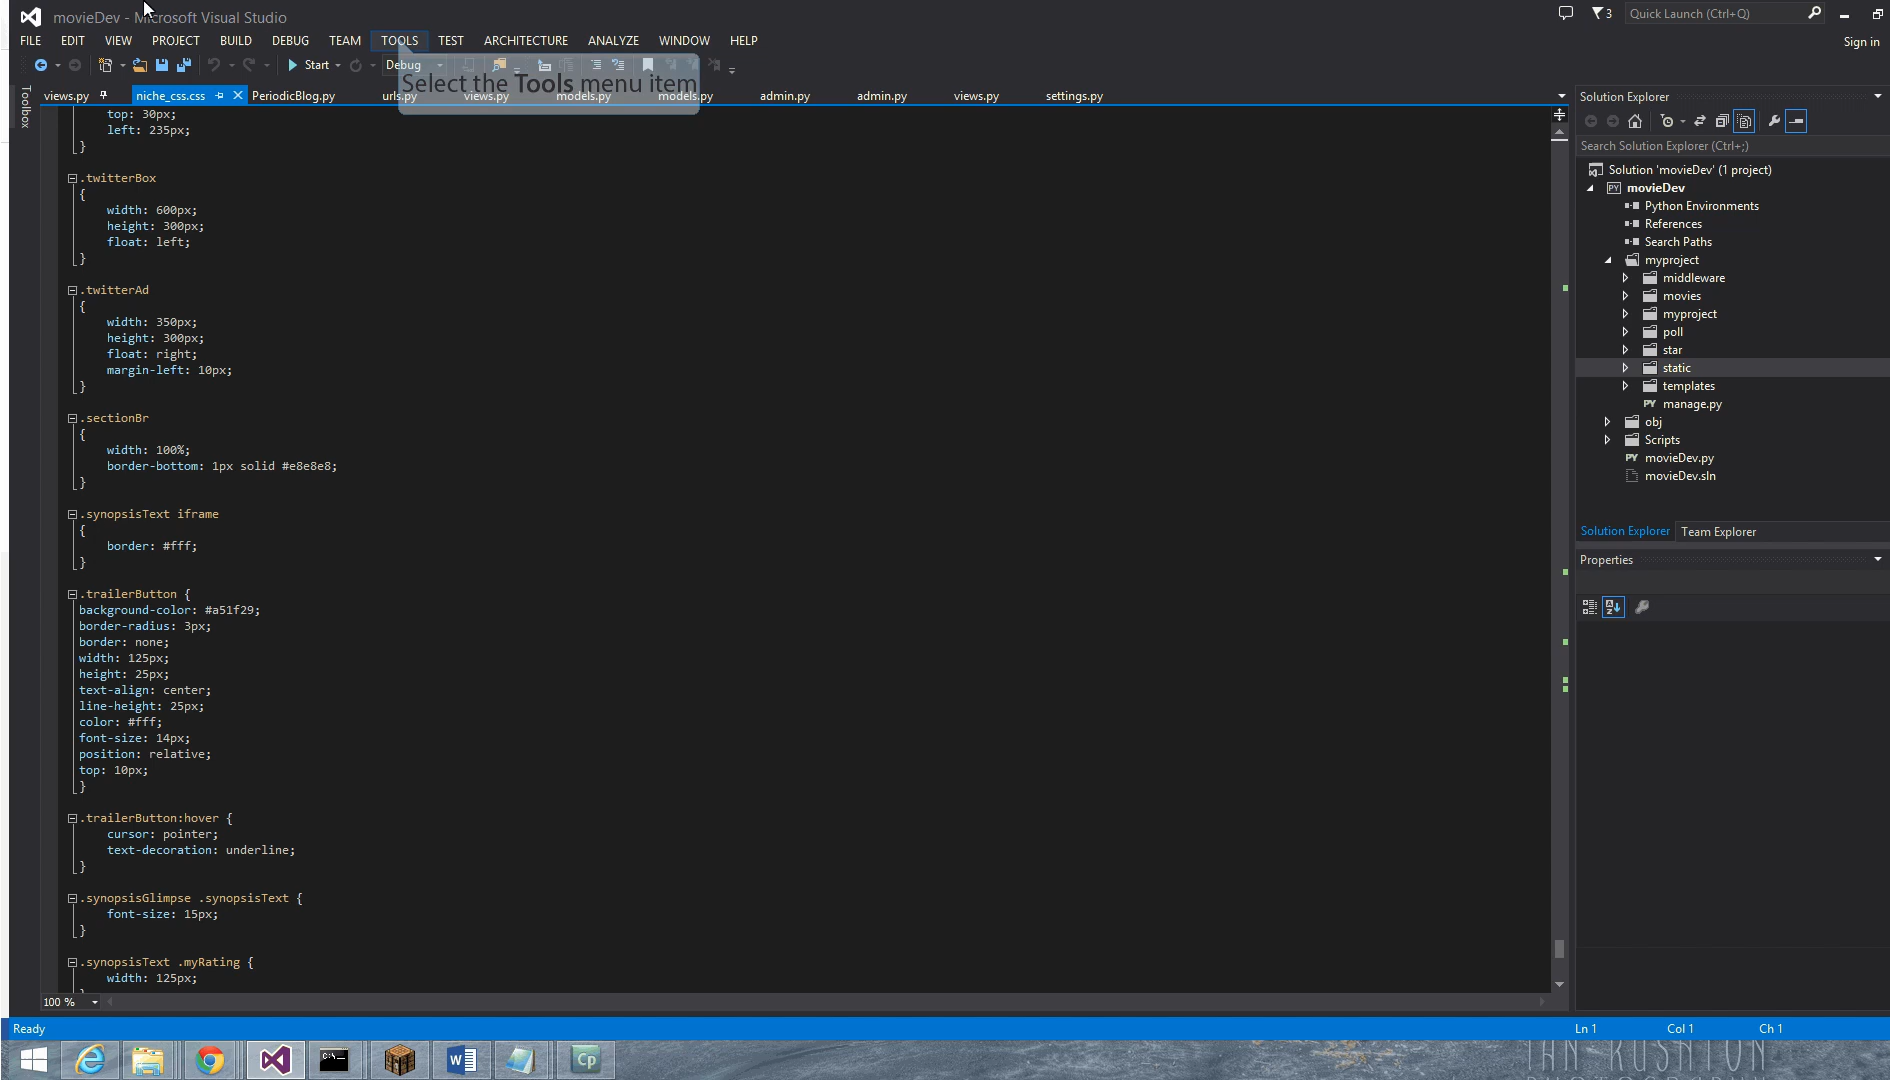 movieDev - Microsoft Visual Studio
3
Quick Launch (Ctrl+Q)
FILE EDIT VIEW PROJECT BUILD DEBUG TEAM TOOLS TEST ARCHITECTURE ANALYZE WINDOW HELP
Sign in
Start Debug
Select the Tools menu item
Toolbox
views.py niche_css.css PeriodicBlog.py urls.py views.py models.py models.py admin.py admin.py views.py settings.py
top: 30px;
left: 235px;
}
.twitterBox
{
width: 600px;
height: 300px;
float: left;
}
.twitterAd
{
width: 350px;
height: 300px;
float: right;
margin-left: 10px;
}
.sectionBr
{
width: 100%;
border-bottom: 1px solid #e8e8e8;
}
.synopsisText iframe
{
border: #fff;
}
.trailerButton {
background-color: #a51f29;
border-radius: 3px;
border: none;
width: 125px;
height: 25px;
text-align: center;
line-height: 25px;
color: #fff;
font-size: 14px;
position: relative;
top: 10px;
}
.trailerButton:hover {
cursor: pointer;
text-decoration: underline;
}
.synopsisGlimpse .synopsisText {
font-size: 15px;
}
.synopsisText .myRating {
width: 125px;
100 %
Solution Explorer
Search Solution Explorer (Ctrl+;)
Solution 'movieDev' (1 project)
PY movieDev
Python Environments
References
Search Paths
myproject
middleware
movies
myproject
poll
star
static
templates
PY manage.py
obj
Scripts
PY movieDev.py
movieDev.sln
Solution Explorer Team Explorer
Properties
Ready Ln 1 Col 1 Ch 1
C:\_
W
Cp
IAN RUSHTON